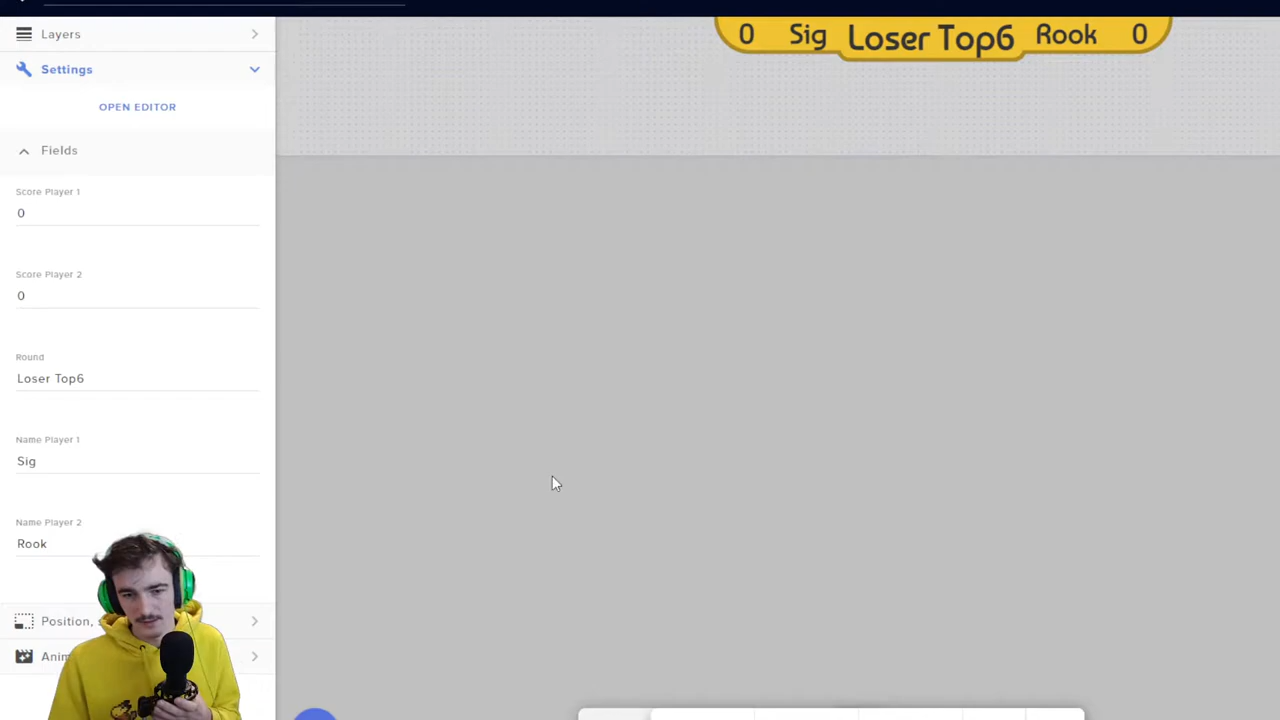 0 Sig Loser Top6 Rook 0
Layers
Settings
OPEN EDITOR
Fields
Score Player 1
0
Score Player 2
0
Round
Loser Top6
Name Player 1
Sig
Name Player 2
Rook
Position,